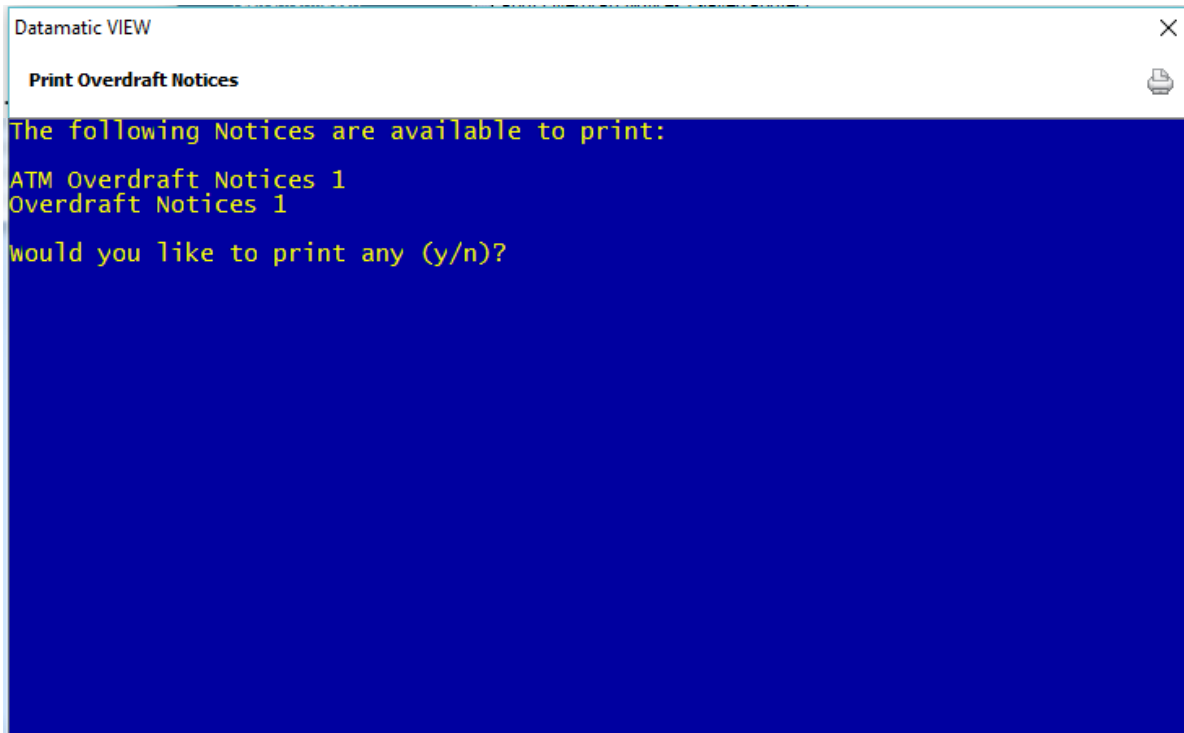 Datamatic VIEW
Print Overdraft Notices
The following Notices are available to print:
ATM Overdraft Notices 1
Overdraft Notices 1
Would you like to print any (y/n)?